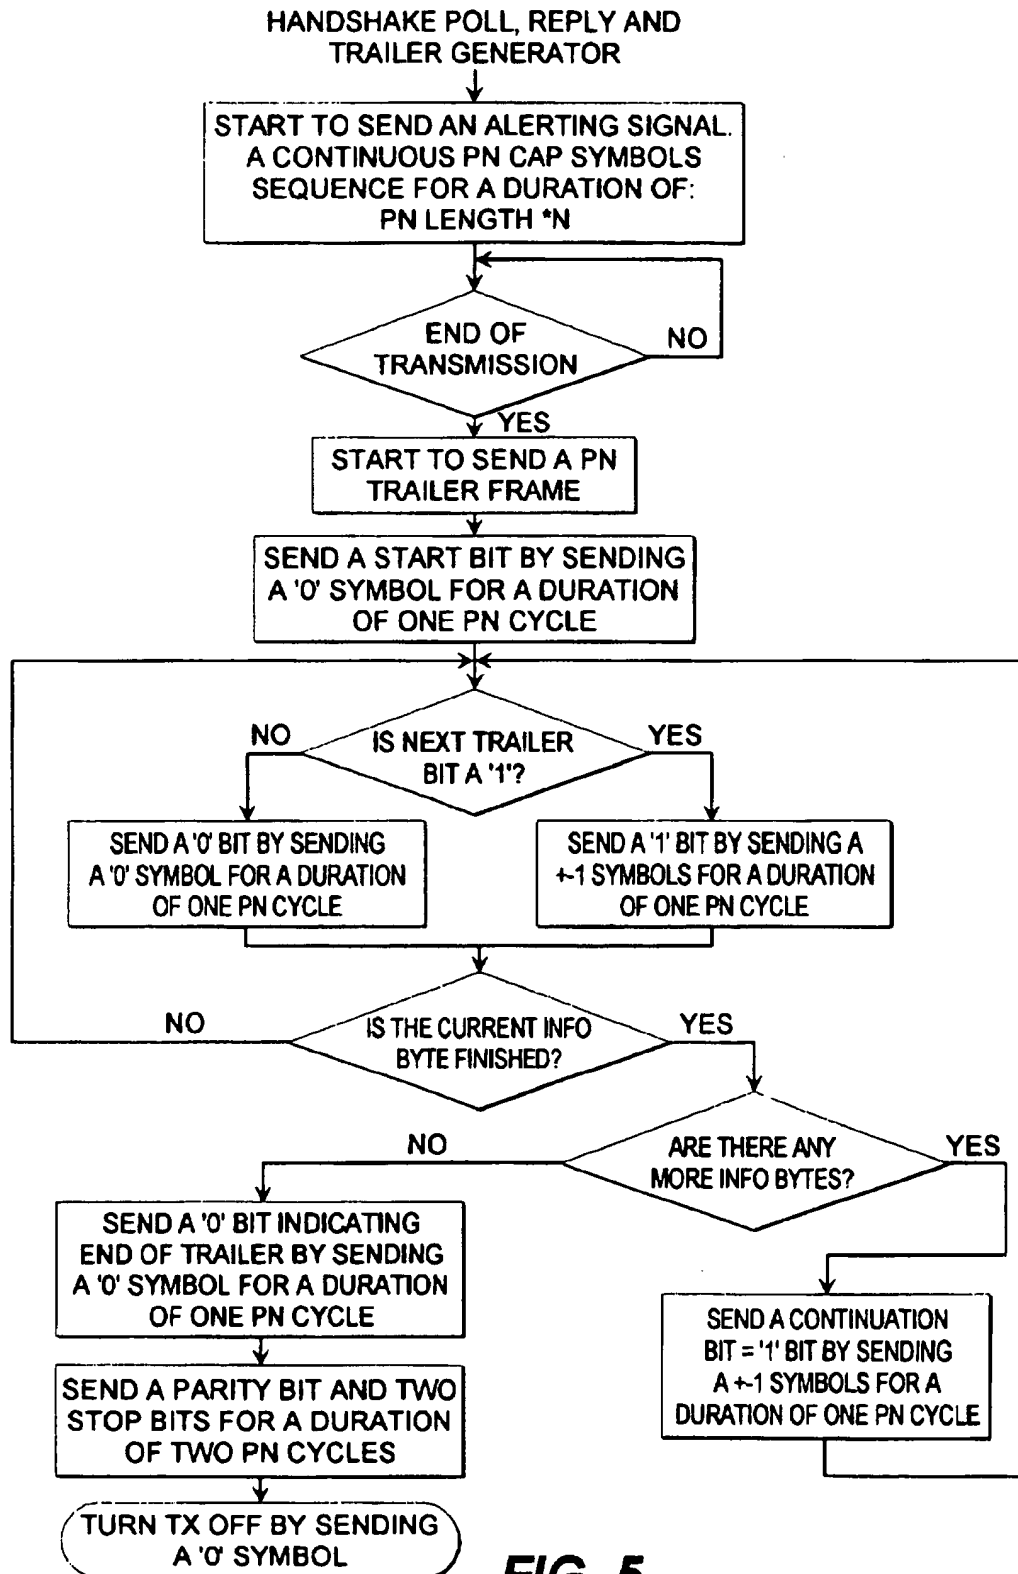 HANDSHAKE POLL, REPLY AND
TRAILER GENERATOR
START TO SEND AN ALERTING SIGNAL.
A CONTINUOUS PN CAP SYMBOLS
SEQUENCE FOR A DURATION OF:
PN LENGTH *N
END OF
TRANSMISSION
NO
YES
START TO SEND A PN
TRAILER FRAME
SEND A START BIT BY SENDING
A '0' SYMBOL FOR A DURATION
OF ONE PN CYCLE
NO
IS NEXT TRAILER
BIT A '1'?
YES
SEND A '0' BIT BY SENDING
A '0' SYMBOL FOR A DURATION
OF ONE PN CYCLE
SEND A '1' BIT BY SENDING A
+-1 SYMBOLS FOR A DURATION
OF ONE PN CYCLE
NO
IS THE CURRENT INFO
BYTE FINISHED?
YES
NO
ARE THERE ANY
MORE INFO BYTES?
YES
SEND A '0' BIT INDICATING
END OF TRAILER BY SENDING
A '0' SYMBOL FOR A DURATION
OF ONE PN CYCLE
SEND A CONTINUATION
BIT = '1' BIT BY SENDING
A +-1 SYMBOLS FOR A
DURATION OF ONE PN CYCLE
SEND A PARITY BIT AND TWO
STOP BITS FOR A DURATION
OF TWO PN CYCLES
TURN TX OFF BY SENDING
A '0' SYMBOL
FIG. 5